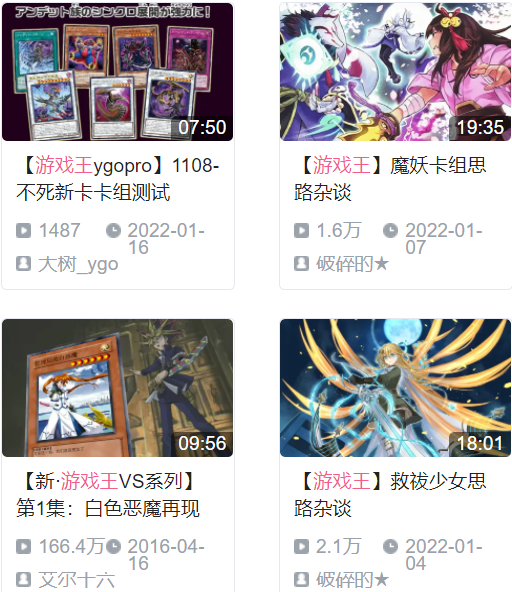 アンデット族のシンクロ展開が強力に!
07:50
【游戏王ygopro】1108-
不死新卡卡组测试
1487
2022-01-
16
大树_ygo
19:35
【游戏王】魔妖卡组思
路杂谈
1.6万
2022-01-
07
破碎的★
09:56
【新·游戏王VS系列】
第1集：白色恶魔再现
166.4万
2016-04-
16
艾尔十六
18:01
【游戏王】救祓少女思
路杂谈
2.1万
2022-01-
04
破碎的★